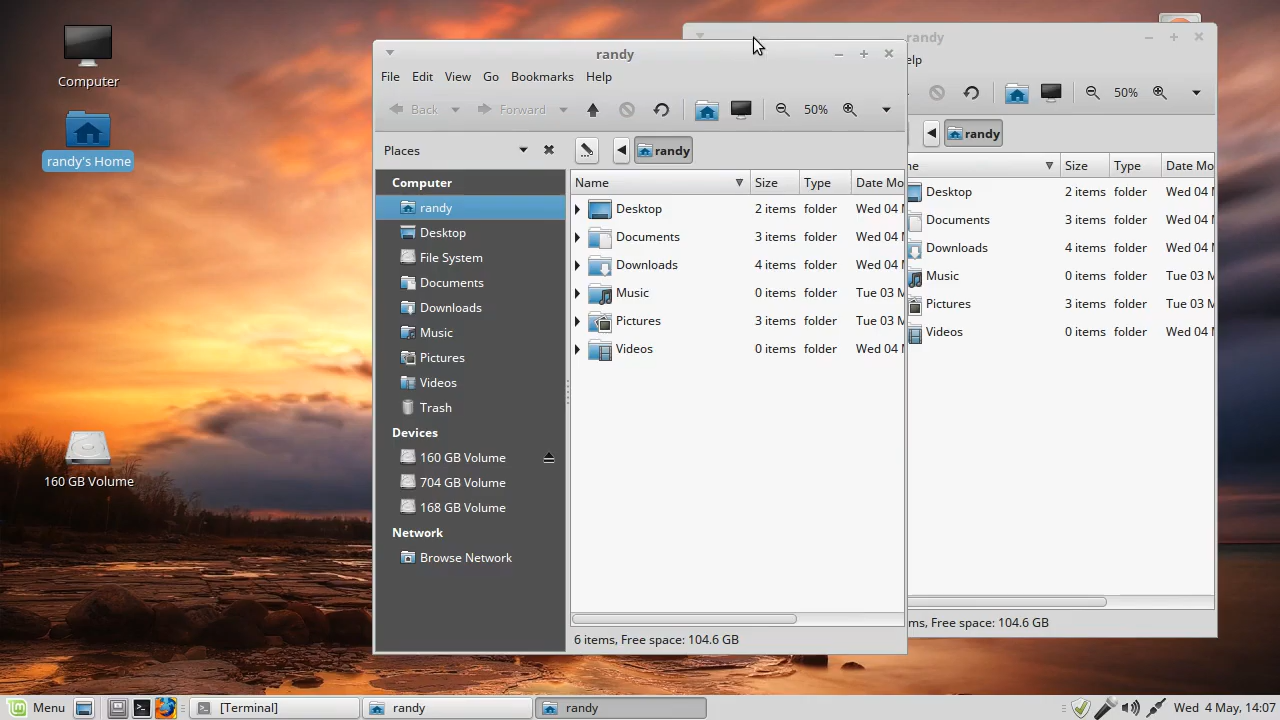 Computer
randy's Home
160 GB Volume
randy
File Edit View Go Bookmarks Help
Back Forward 50%
Places randy
Computer
randy
Desktop
File System
Documents
Downloads
Music
Pictures
Videos
Trash
Devices
160 GB Volume
704 GB Volume
168 GB Volume
Network
Browse Network
Name Size Type Date Mo
Desktop 2 items folder Wed 04
Documents 3 items folder Wed 04
Downloads 4 items folder Wed 04
Music 0 items folder Tue 03 M
Pictures 3 items folder Tue 03 M
Videos 0 items folder Wed 04
6 items, Free space: 104.6 GB
randy
elp
50%
randy
ne Size Type Date Mo
Desktop 2 items folder Wed 04 M
Documents 3 items folder Wed 04 M
Downloads 4 items folder Wed 04 M
Music 0 items folder Tue 03 M
Pictures 3 items folder Tue 03 M
Videos 0 items folder Wed 04 M
ms, Free space: 104.6 GB
Menu [Terminal] randy randy Wed 4 May, 14:07